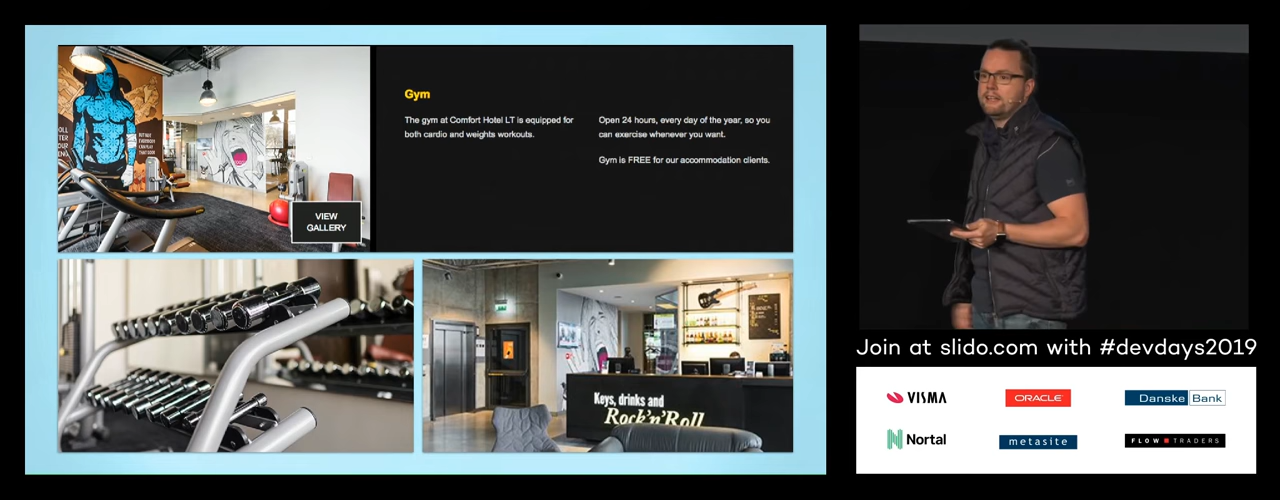 Gym
The gym at Comfort Hotel LT is equipped for
both cardio and weights workouts.
Open 24 hours, every day of the year, so you
can exercise whenever you want.
Gym is FREE for our accommodation clients.
VIEW
GALLERY
Keys, drinks and
Rock'n'Roll
Join at slido.com with #devdays2019
VISMA
ORACLE
Danske Bank
Nortal
metasite
FLOW TRADERS